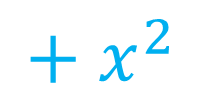 + x²